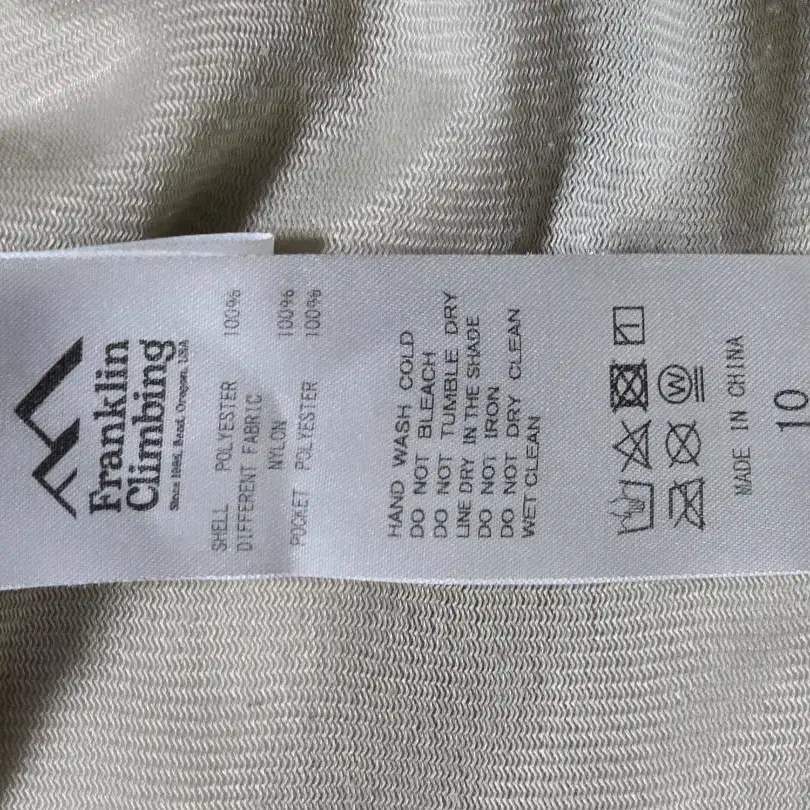 Franklin
Climbing
Since 1996. Bend, Oregon, USA
SHELL POLYESTER 100%
DIFFERENT FABRIC
NYLON 100%
POCKET POLYESTER 100%
HAND WASH COLD
DO NOT BLEACH
DO NOT TUMBLE DRY
LINE DRY IN THE SHADE
DO NOT IRON
DO NOT DRY CLEAN
WET CLEAN
W
MADE IN CHINA
10